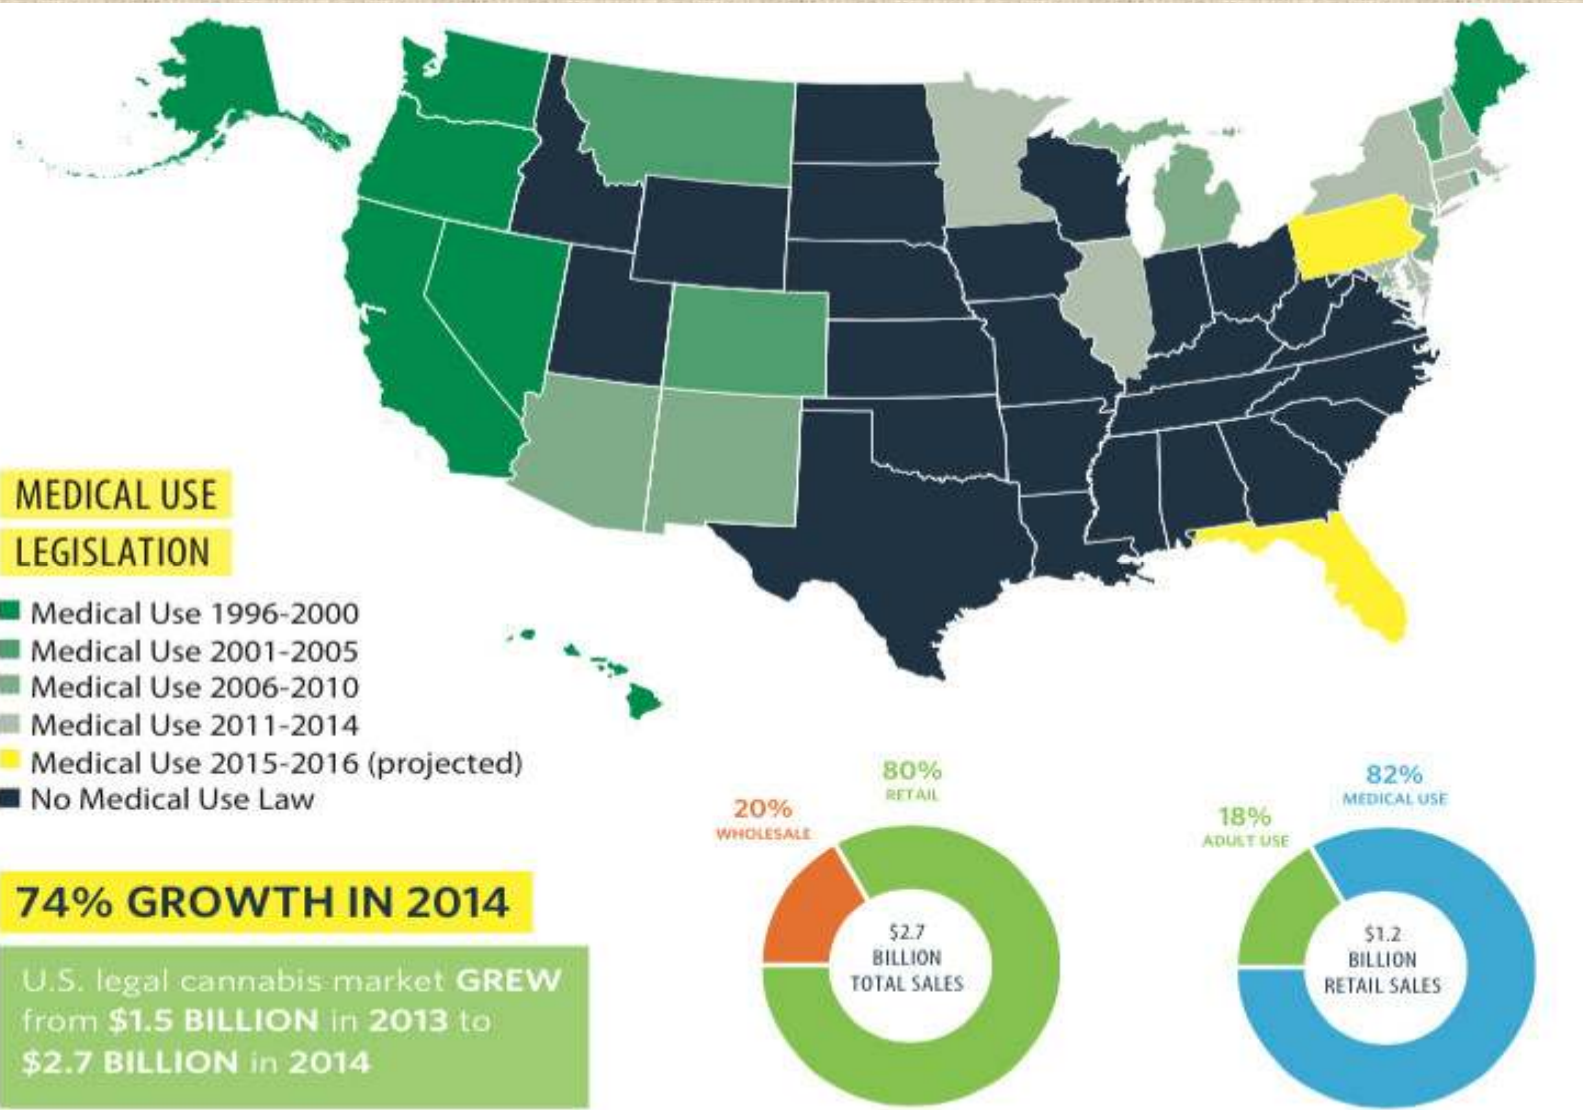 MEDICAL USE
LEGISLATION
Medical Use 1996-2000
Medical Use 2001-2005
Medical Use 2006-2010
Medical Use 2011-2014
Medical Use 2015-2016 (projected)
No Medical Use Law
74% GROWTH IN 2014
U.S. legal cannabis market GREW
from $1.5 BILLION in 2013 to
$2.7 BILLION in 2014
20%
WHOLESALE
80%
RETAIL
$2.7
BILLION
TOTAL SALES
18%
ADULT USE
82%
MEDICAL USE
$1.2
BILLION
RETAIL SALES